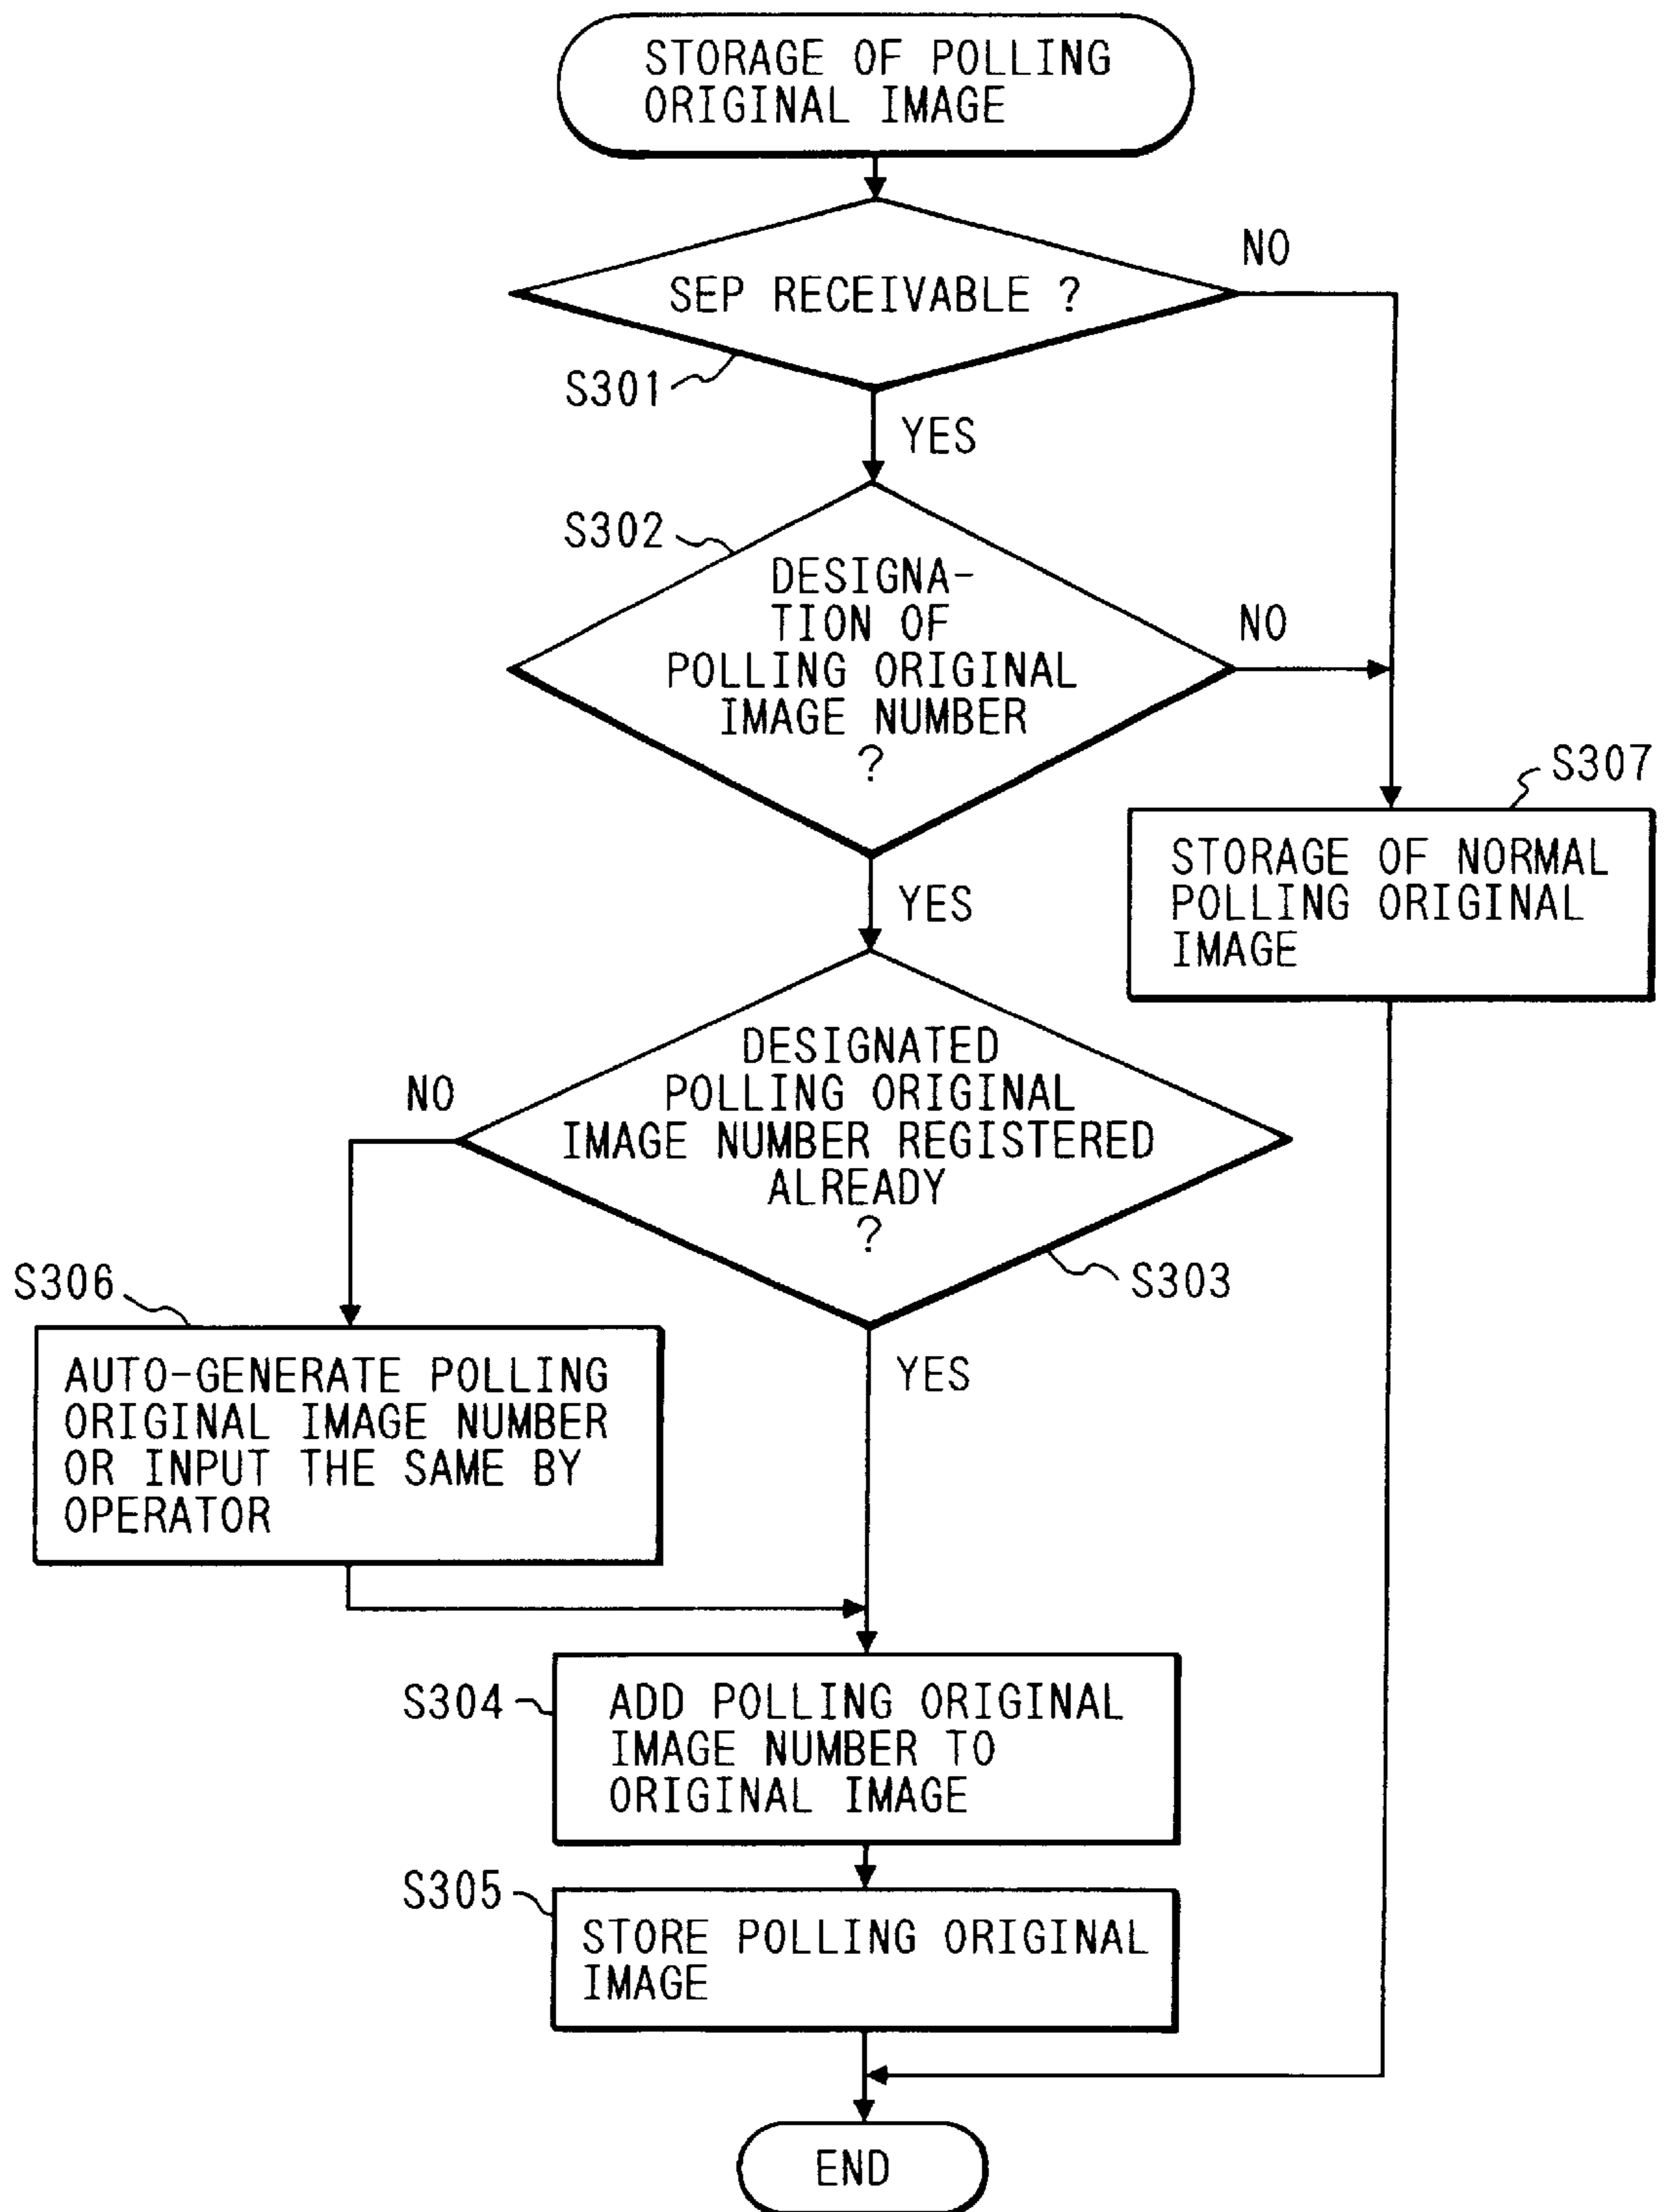 STORAGE OF POLLING
ORIGINAL IMAGE
NO
SEP RECEIVABLE ?
S301
YES
S302
DESIGNA-
TION OF
POLLING ORIGINAL
IMAGE NUMBER
?
NO
S307
STORAGE OF NORMAL
POLLING ORIGINAL
IMAGE
YES
DESIGNATED
POLLING ORIGINAL
IMAGE NUMBER REGISTERED
ALREADY
?
NO
S303
S306
YES
AUTO-GENERATE POLLING
ORIGINAL IMAGE NUMBER
OR INPUT THE SAME BY
OPERATOR
S304
ADD POLLING ORIGINAL
IMAGE NUMBER TO
ORIGINAL IMAGE
S305
STORE POLLING ORIGINAL
IMAGE
END